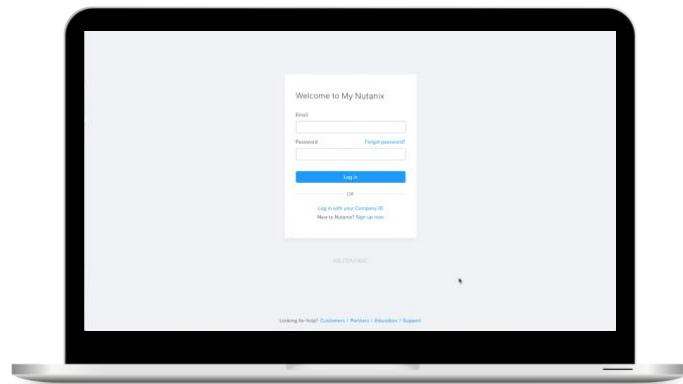 Welcome to My Nutanix
Email
Password Forgot password?
Log in
OR
Log in with your Company ID
New to Nutanix? Sign up now
NUTANIX
Looking for help? Customers / Partners / Education / Support